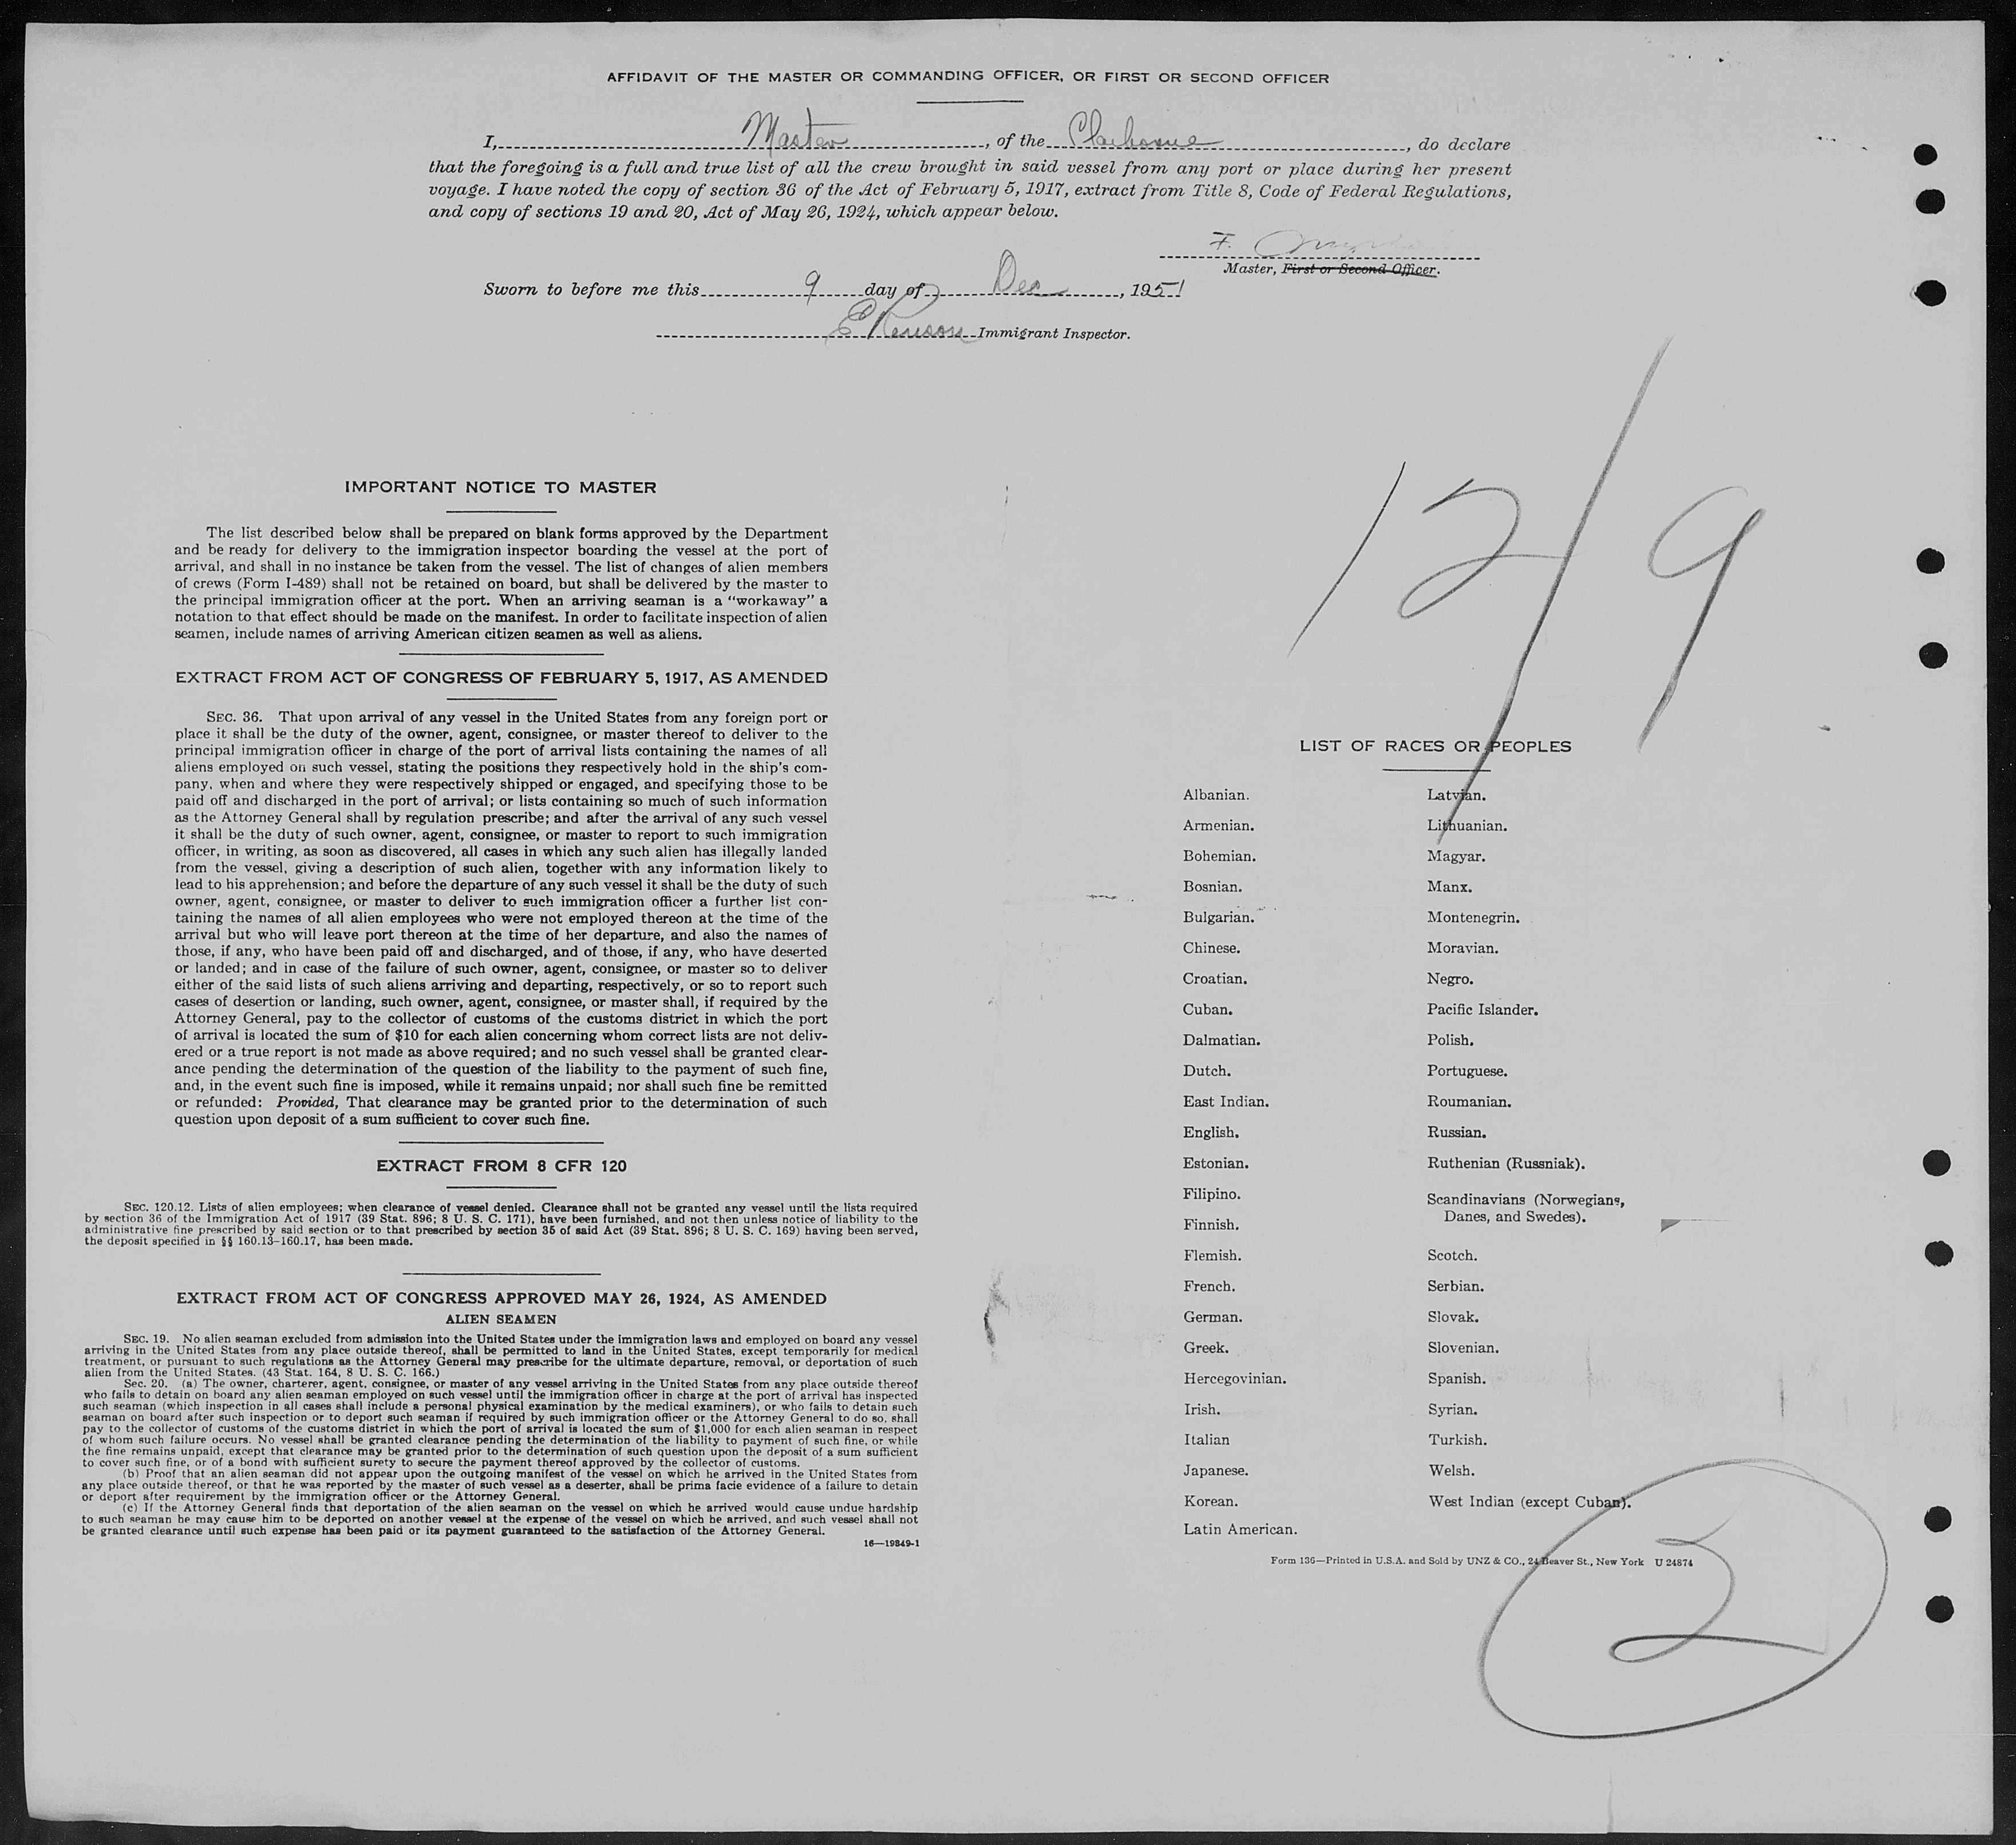 AFFIDAVIT OF THE MASTER OR COMMANDING OFFICER, OR FIRST OR SECOND OFFICER
I, Master, of the Claiborne, do declare
that the foregoing is a full and true list of all the crew brought in said vessel from any port or place during her present
voyage. I have noted the copy of section 36 of the Act of February 5, 1917, extract from Title 8, Code of Federal Regulations,
and copy of sections 19 and 20, Act of May 26, 1924, which appear below.
F.
Master, First or Second Officer.
Sworn to before me this 9 day of Dec, 1951
Immigrant Inspector.
12/9
IMPORTANT NOTICE TO MASTER
The list described below shall be prepared on blank forms approved by the Department
and be ready for delivery to the immigration inspector boarding the vessel at the port of
arrival, and shall in no instance be taken from the vessel. The list of changes of alien members
of crews (Form I-489) shall not be retained on board, but shall be delivered by the master to
the principal immigration officer at the port. When an arriving seaman is a "workaway" a
notation to that effect should be made on the manifest. In order to facilitate inspection of alien
seamen, include names of arriving American citizen seamen as well as aliens.
EXTRACT FROM ACT OF CONGRESS OF FEBRUARY 5, 1917, AS AMENDED
SEC. 36. That upon arrival of any vessel in the United States from any foreign port or
place it shall be the duty of the owner, agent, consignee, or master thereof to deliver to the
principal immigration officer in charge of the port of arrival lists containing the names of all
aliens employed on such vessel, stating the positions they respectively hold in the ship's com-
pany, when and where they were respectively shipped or engaged, and specifying those to be
paid off and discharged in the port of arrival; or lists containing so much of such information
as the Attorney General shall by regulation prescribe; and after the arrival of any such vessel
it shall be the duty of such owner, agent, consignee, or master to report to such immigration
officer, in writing, as soon as discovered, all cases in which any such alien has illegally landed
from the vessel, giving a description of such alien, together with any information likely to
lead to his apprehension; and before the departure of any such vessel it shall be the duty of such
owner, agent, consignee, or master to deliver to such immigration officer a further list con-
taining the names of all alien employees who were not employed thereon at the time of the
arrival but who will leave port thereon at the time of her departure, and also the names of
those, if any, who have been paid off and discharged, and of those, if any, who have deserted
or landed; and in case of the failure of such owner, agent, consignee, or master so to deliver
either of the said lists of such aliens arriving and departing, respectively, or so to report such
cases of desertion or landing, such owner, agent, consignee, or master shall, if required by the
Attorney General, pay to the collector of customs of the customs district in which the port
of arrival is located the sum of $10 for each alien concerning whom correct lists are not deliv-
ered or a true report is not made as above required; and no such vessel shall be granted clear-
ance pending the determination of the question of the liability to the payment of such fine,
and, in the event such fine is imposed, while it remains unpaid; nor shall such fine be remitted
or refunded: Provided, That clearance may be granted prior to the determination of such
question upon deposit of a sum sufficient to cover such fine.
EXTRACT FROM 8 CFR 120
SEC. 120.12. Lists of alien employees; when clearance of vessel denied. Clearance shall not be granted any vessel until the lists required
by section 36 of the Immigration Act of 1917 (39 Stat. 896; 8 U. S. C. 171), have been furnished, and not then unless notice of liability to the
administrative fine prescribed by said section or to that prescribed by section 35 of said Act (39 Stat. 896; 8 U. S. C. 169) having been served,
the deposit specified in §§ 160.13-160.17, has been made.
EXTRACT FROM ACT OF CONGRESS APPROVED MAY 26, 1924, AS AMENDED
ALIEN SEAMEN
SEC. 19. No alien seaman excluded from admission into the United States under the immigration laws and employed on board any vessel
arriving in the United States from any place outside thereof, shall be permitted to land in the United States, except temporarily for medical
treatment, or pursuant to such regulations as the Attorney General may prescribe for the ultimate departure, removal, or deportation of such
alien from the United States. (43 Stat. 164, 8 U. S. C. 166.)
Sec. 20. (a) The owner, charterer, agent, consignee, or master of any vessel arriving in the United States from any place outside thereof
who fails to detain on board any alien seaman employed on such vessel until the immigration officer in charge at the port of arrival has inspected
such seaman (which inspection in all cases shall include a personal physical examination by the medical examiners), or who fails to detain such
seaman on board after such inspection or to deport such seaman if required by such immigration officer or the Attorney General to do so, shall
pay to the collector of customs of the customs district in which the port of arrival is located the sum of $1,000 for each alien seaman in respect
of whom such failure occurs. No vessel shall be granted clearance pending the determination of the liability to payment of such fine, or while
the fine remains unpaid, except that clearance may be granted prior to the determination of such question upon the deposit of a sum sufficient
to cover such fine, or of a bond with sufficient surety to secure the payment thereof approved by the collector of customs.
(b) Proof that an alien seaman did not appear upon the outgoing manifest of the vessel on which he arrived in the United States from
any place outside thereof, or that he was reported by the master of such vessel as a deserter, shall be prima facie evidence of a failure to detain
or deport after requirement by the immigration officer or the Attorney General.
(c) If the Attorney General finds that deportation of the alien seaman on the vessel on which he arrived would cause undue hardship
to such seaman he may cause him to be deported on another vessel at the expense of the vessel on which he arrived, and such vessel shall not
be granted clearance until such expense has been paid or its payment guaranteed to the satisfaction of the Attorney General.
16—19849-1
LIST OF RACES OR PEOPLES
Albanian.
Armenian.
Bohemian.
Bosnian.
Bulgarian.
Chinese.
Croatian.
Cuban.
Dalmatian.
Dutch.
East Indian.
English.
Estonian.
Filipino.
Finnish.
Flemish.
French.
German.
Greek.
Hercegovinian.
Irish.
Italian
Japanese.
Korean.
Latin American.
Latvian.
Lithuanian.
Magyar.
Manx.
Montenegrin.
Moravian.
Negro.
Pacific Islander.
Polish.
Portuguese.
Roumanian.
Russian.
Ruthenian (Russniak).
Scandinavians (Norwegians,
Danes, and Swedes).
Scotch.
Serbian.
Slovak.
Slovenian.
Spanish.
Syrian.
Turkish.
Welsh.
West Indian (except Cuban).
Form 136—Printed in U.S.A. and Sold by UNZ & CO., 24 Beaver St., New York U 24874
2